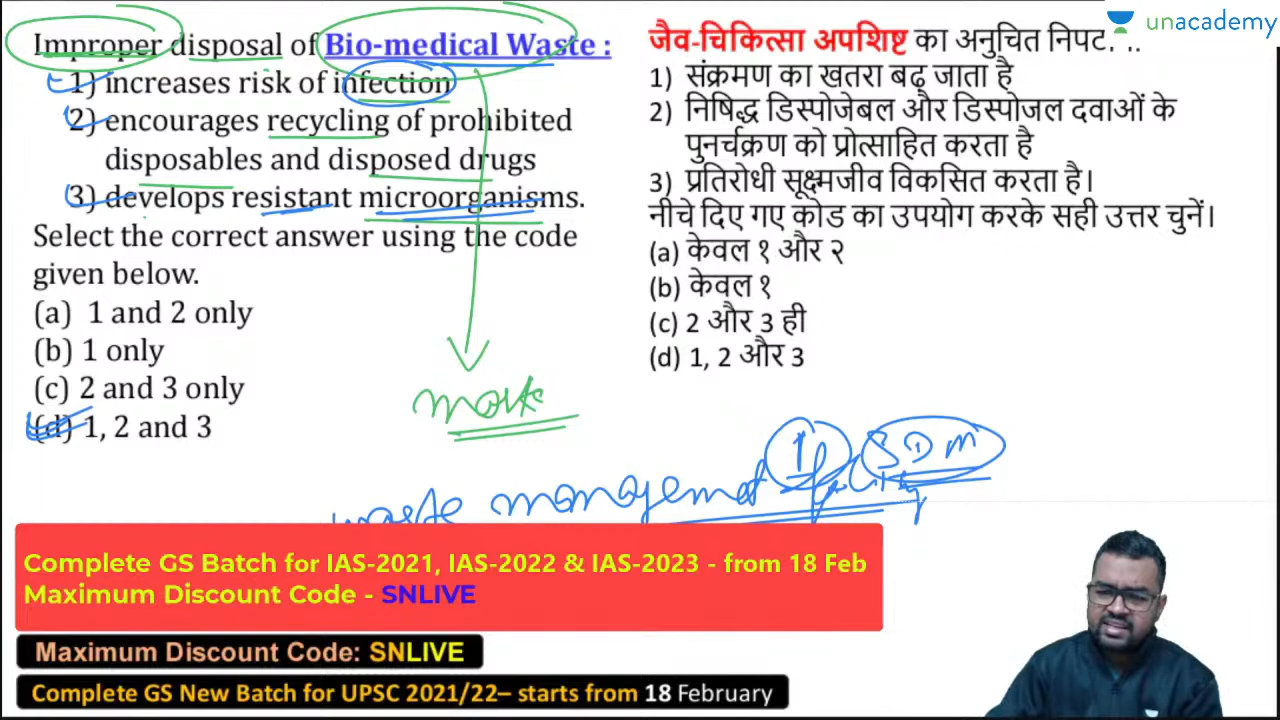 Improper disposal of Bio-medical Waste :
1) increases risk of infection
2) encourages recycling of prohibited
disposables and disposed drugs
3) develops resistant microorganisms.
Select the correct answer using the code
given below.
(a) 1 and 2 only
(b) 1 only
(c) 2 and 3 only
(d) 1, 2 and 3
जैव-चिकित्सा अपशिष्ट का अनुचित निपट
1) संक्रमण का खतरा बढ़ जाता है
2) निषिद्ध डिस्पोजेबल और डिस्पोजल दवाओं के
पुनर्चक्रण को प्रोत्साहित करता है
3) प्रतिरोधी सूक्ष्मजीव विकसित करता है।
नीचे दिए गए कोड का उपयोग करके सही उत्तर चुनें।
(a) केवल १ और २
(b) केवल १
(c) 2 और 3 ही
(d) 1, 2 और 3
unacademy
1 SDM
waste management
Complete GS Batch for IAS-2021, IAS-2022 & IAS-2023 - from 18 Feb
Maximum Discount Code - SNLIVE
Maximum Discount Code: SNLIVE
Complete GS New Batch for UPSC 2021/22– starts from 18 February